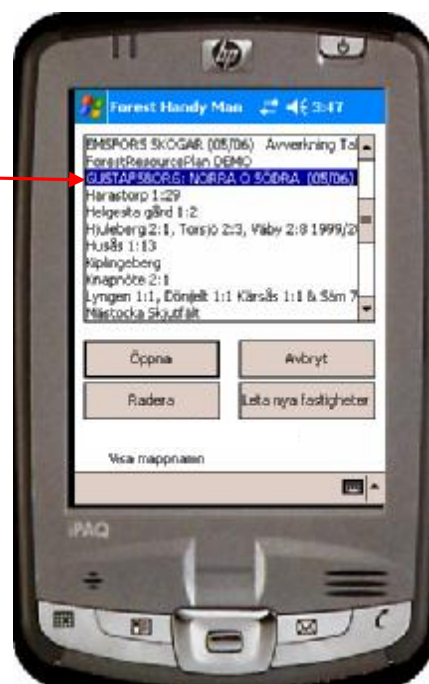 hp
Forest Handy Man 3:47
EMSFORS SKOGAR (05/06) Avverkning Tal
ForestResourcePlan DEMO
GUSTAFSBORG: NORRA O SÖDRA (05/06)
Harastorp 1:29
Helgesta gård 1:2
Hjuleberg 2:1, Torsjö 2:3, Väby 2:8 1999/2
Husås 1:13
Kiplingeberg
Knapnöte 2:1
Lyngen 1:1, Dönjelt 1:1 Kärsås 1:1 & Söm 7
Mästocka Skjutfält
Öppna Avbryt
Radera Leta nya fastigheter
Visa mappnamn
iPAQ